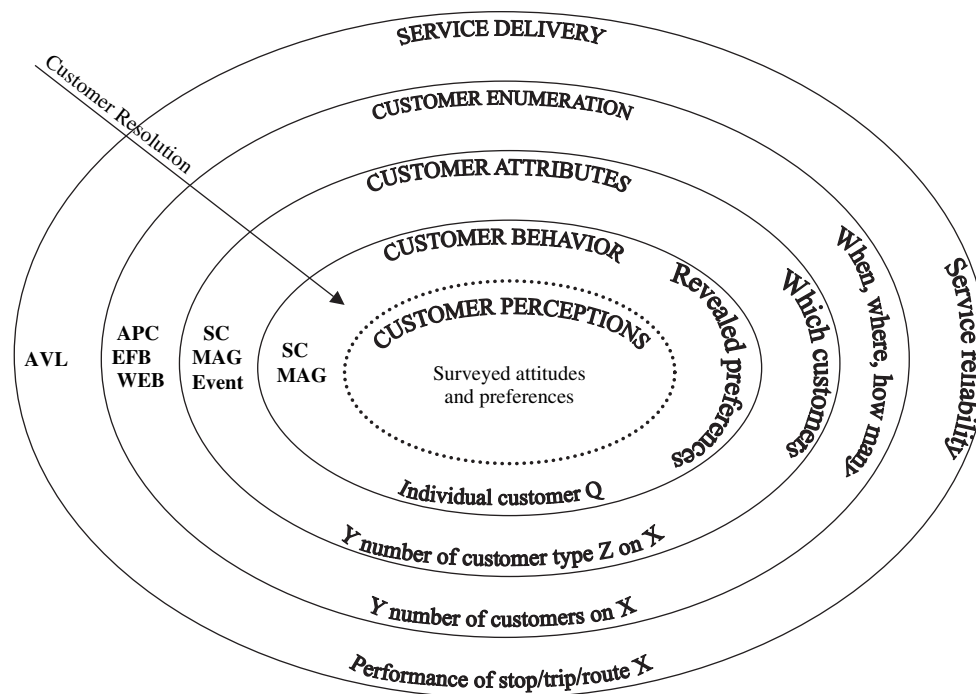 SERVICE DELIVERY
Customer Resolution
CUSTOMER ENUMERATION
CUSTOMER ATTRIBUTES
CUSTOMER BEHAVIOR
CUSTOMER PERCEPTIONS
Surveyed attitudes
and preferences
AVL
APC
EFB
WEB
SC
MAG
Event
SC
MAG
Revealed preferences
Which customers
When, where, how many
Service reliability
Individual customer Q
Y number of customer type Z on X
Y number of customers on X
Performance of stop/trip/route X